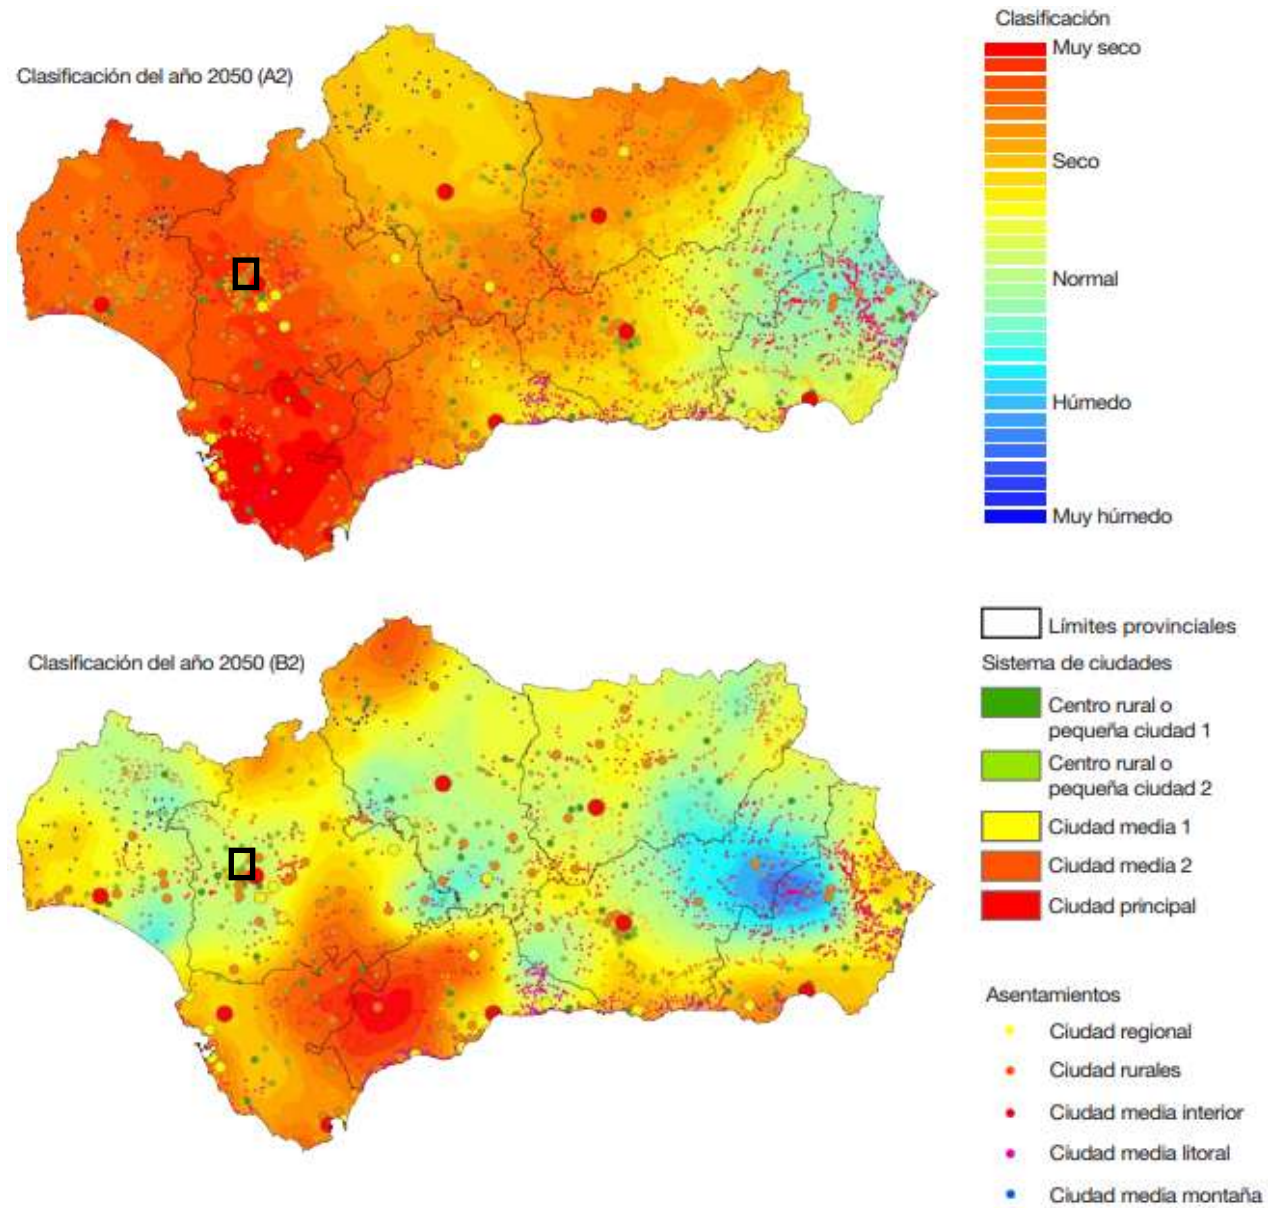 Clasificación
Muy seco
Clasificación del año 2050 (A2)
Seco
Normal
Húmedo
Muy húmedo
Límites provinciales
Clasificación del año 2050 (B2)
Sistema de ciudades
Centro rural o
pequeña ciudad 1
Centro rural o
pequeña ciudad 2
Ciudad media 1
Ciudad media 2
Ciudad principal
Asentamientos
Ciudad regional
Ciudad rurales
Ciudad media interior
Ciudad media litoral
Ciudad media montaña